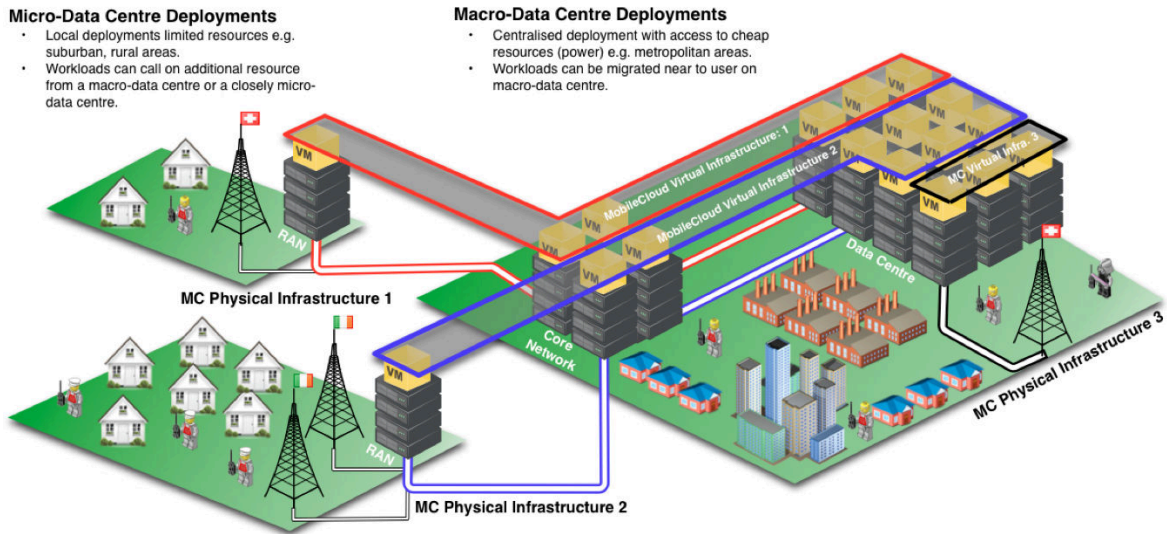 Micro-Data Centre Deployments
• Local deployments limited resources e.g.
suburban, rural areas.
• Workloads can call on additional resource
from a macro-data centre or a closely micro-
data centre.
Macro-Data Centre Deployments
• Centralised deployment with access to cheap
resources (power) e.g. metropolitan areas.
• Workloads can be migrated near to user on
macro-data centre.
VM
RAN
MC Physical Infrastructure 1
MobileCloud Virtual Infrastructure: 1
MobileCloud Virtual Infrastructure 2
MC Virtual Infra. 3
VM
VM
VM
VM
VM
VM
VM
Data Centre
Core
Network
VM
RAN
MC Physical Infrastructure 2
MC Physical Infrastructure 3